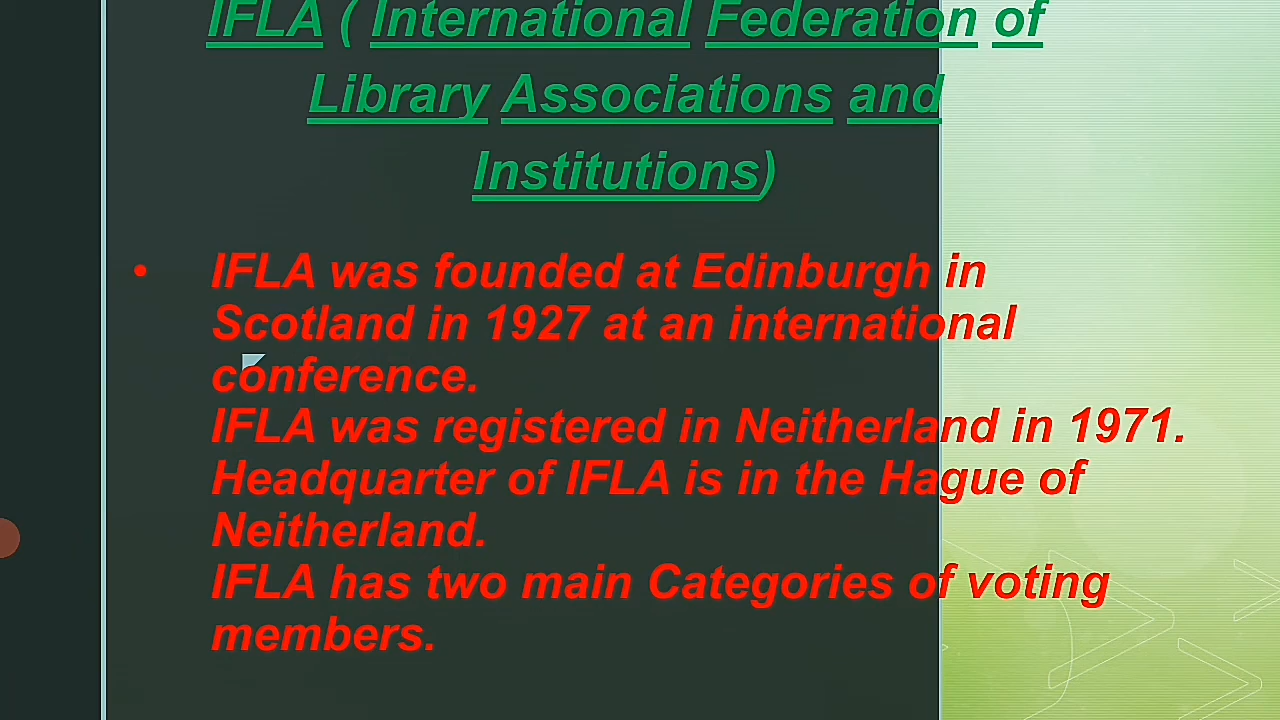 IFLA ( International Federation of
Library Associations and
Institutions)
• IFLA was founded at Edinburgh in
Scotland in 1927 at an international
conference.
IFLA was registered in Neitherland in 1971.
Headquarter of IFLA is in the Hague of
Neitherland.
IFLA has two main Categories of voting
members.